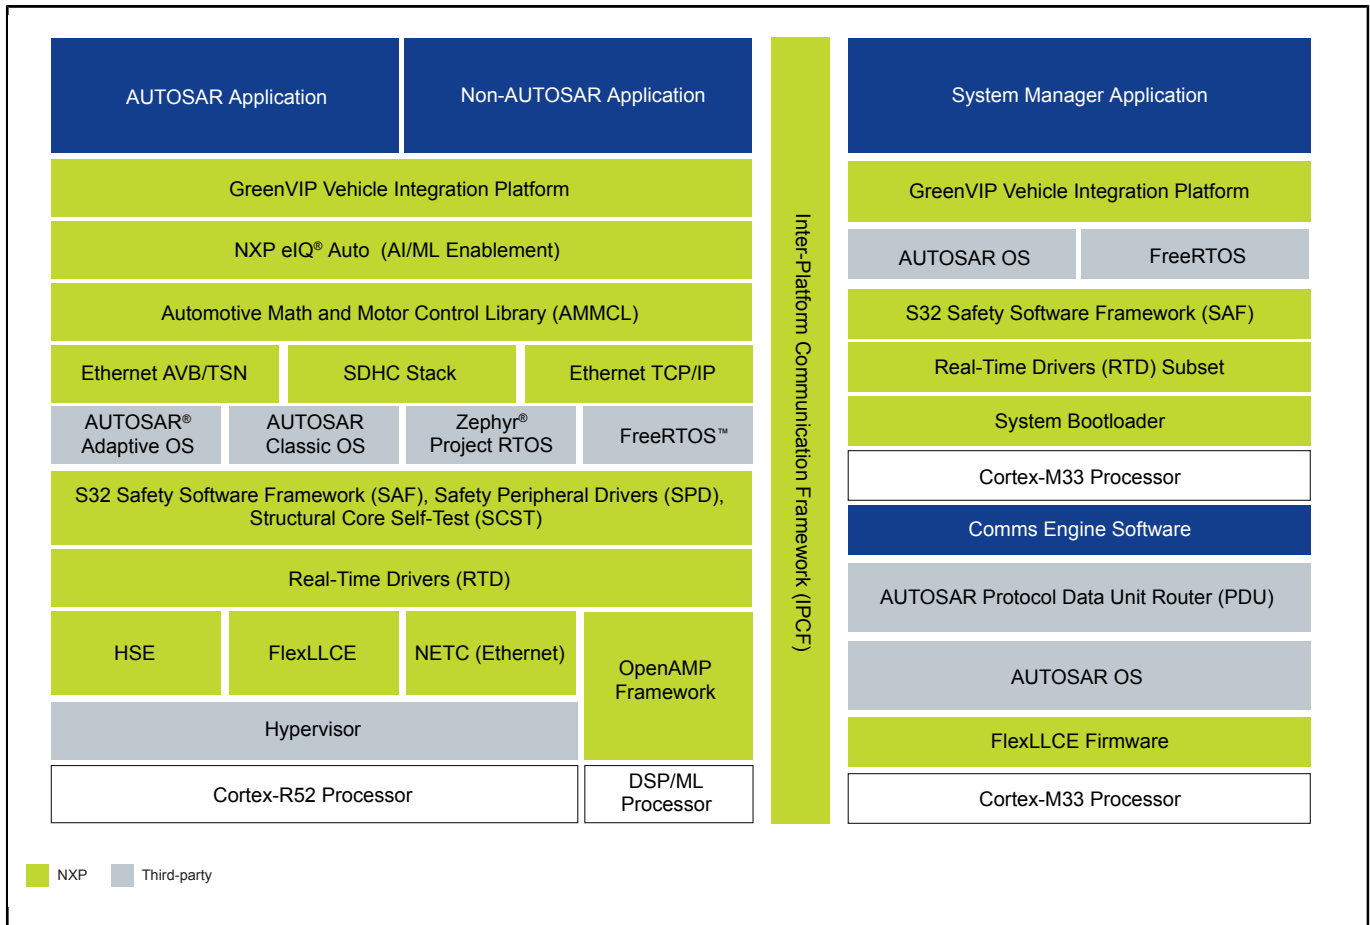 AUTOSAR Application
Non-AUTOSAR Application
GreenVIP Vehicle Integration Platform
NXP eIQ® Auto (AI/ML Enablement)
Automotive Math and Motor Control Library (AMMCL)
Ethernet AVB/TSN
SDHC Stack
Ethernet TCP/IP
AUTOSAR®
Adaptive OS
AUTOSAR
Classic OS
Zephyr®
Project RTOS
FreeRTOS™
S32 Safety Software Framework (SAF), Safety Peripheral Drivers (SPD),
Structural Core Self-Test (SCST)
Real-Time Drivers (RTD)
HSE
FlexLLCE
NETC (Ethernet)
OpenAMP
Framework
Hypervisor
Cortex-R52 Processor
DSP/ML
Processor
Inter-Platform Communication Framework (IPCF)
System Manager Application
GreenVIP Vehicle Integration Platform
AUTOSAR OS
FreeRTOS
S32 Safety Software Framework (SAF)
Real-Time Drivers (RTD) Subset
System Bootloader
Cortex-M33 Processor
Comms Engine Software
AUTOSAR Protocol Data Unit Router (PDU)
AUTOSAR OS
FlexLLCE Firmware
Cortex-M33 Processor
NXP
Third-party